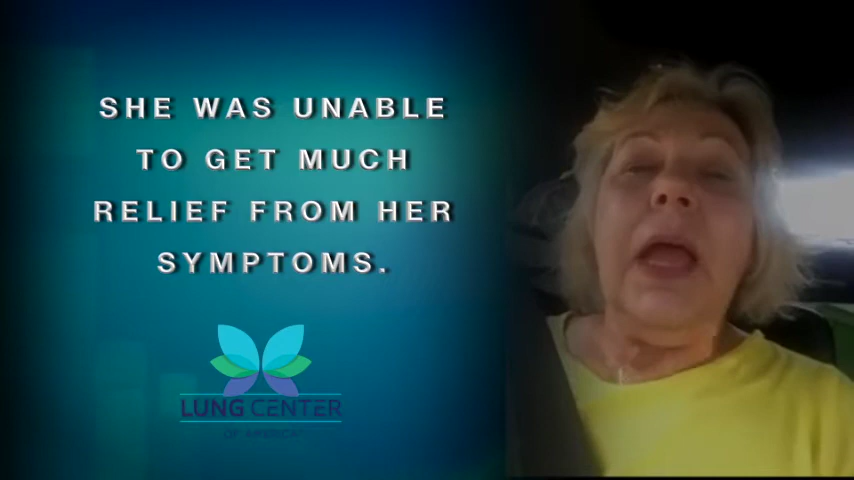 SHE WAS UNABLE
TO GET MUCH
RELIEF FROM HER
SYMPTOMS.
LUNG CENTER
OF AMERICA